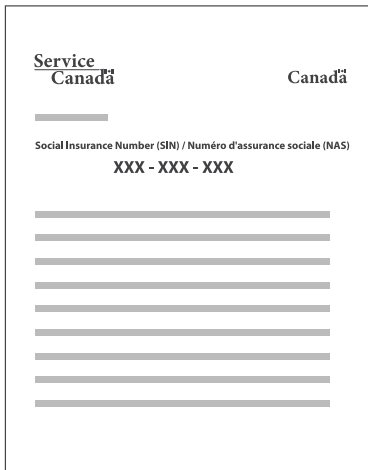 Service
Canada
Canada
Social Insurance Number (SIN) / Numéro d'assurance sociale (NAS)
XXX - XXX - XXX